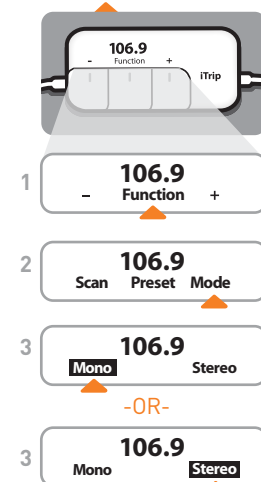 106.9
- Function +
iTrip
1
106.9
- Function +
2
106.9
Scan Preset Mode
3
106.9
Mono Stereo
-OR-
3
106.9
Mono Stereo